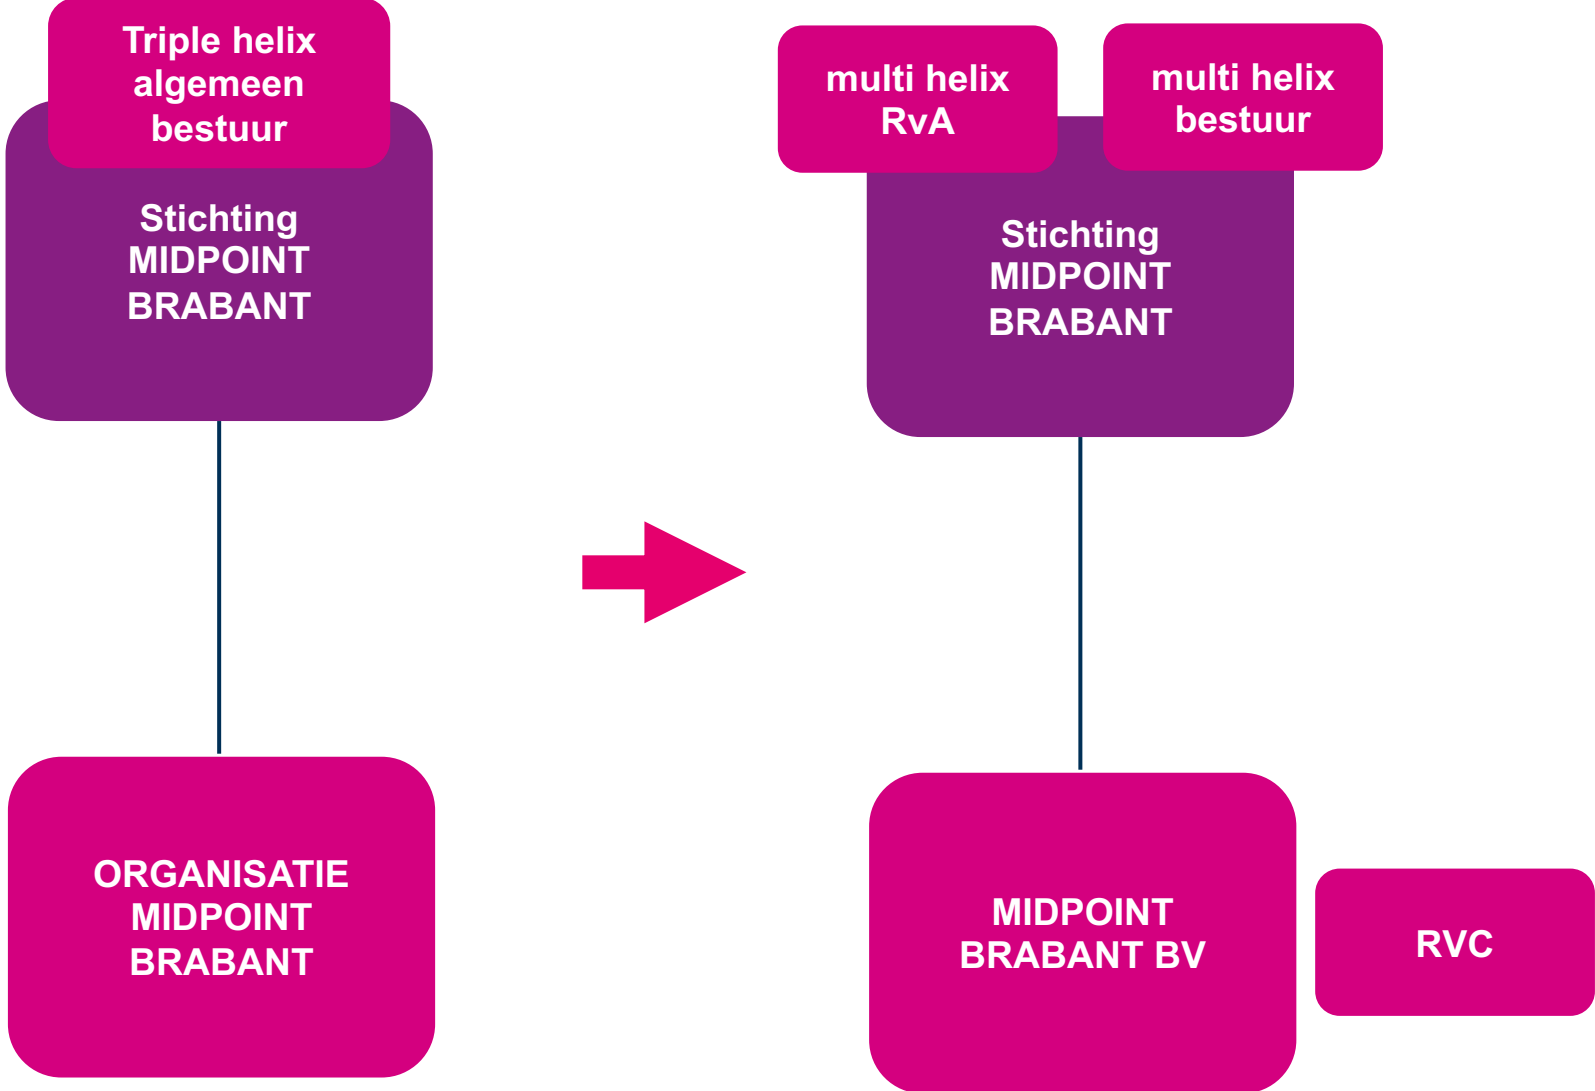 Triple helix
algemeen
bestuur
Stichting
MIDPOINT
BRABANT
ORGANISATIE
MIDPOINT
BRABANT
multi helix
RvA
multi helix
bestuur
Stichting
MIDPOINT
BRABANT
MIDPOINT
BRABANT BV
RVC